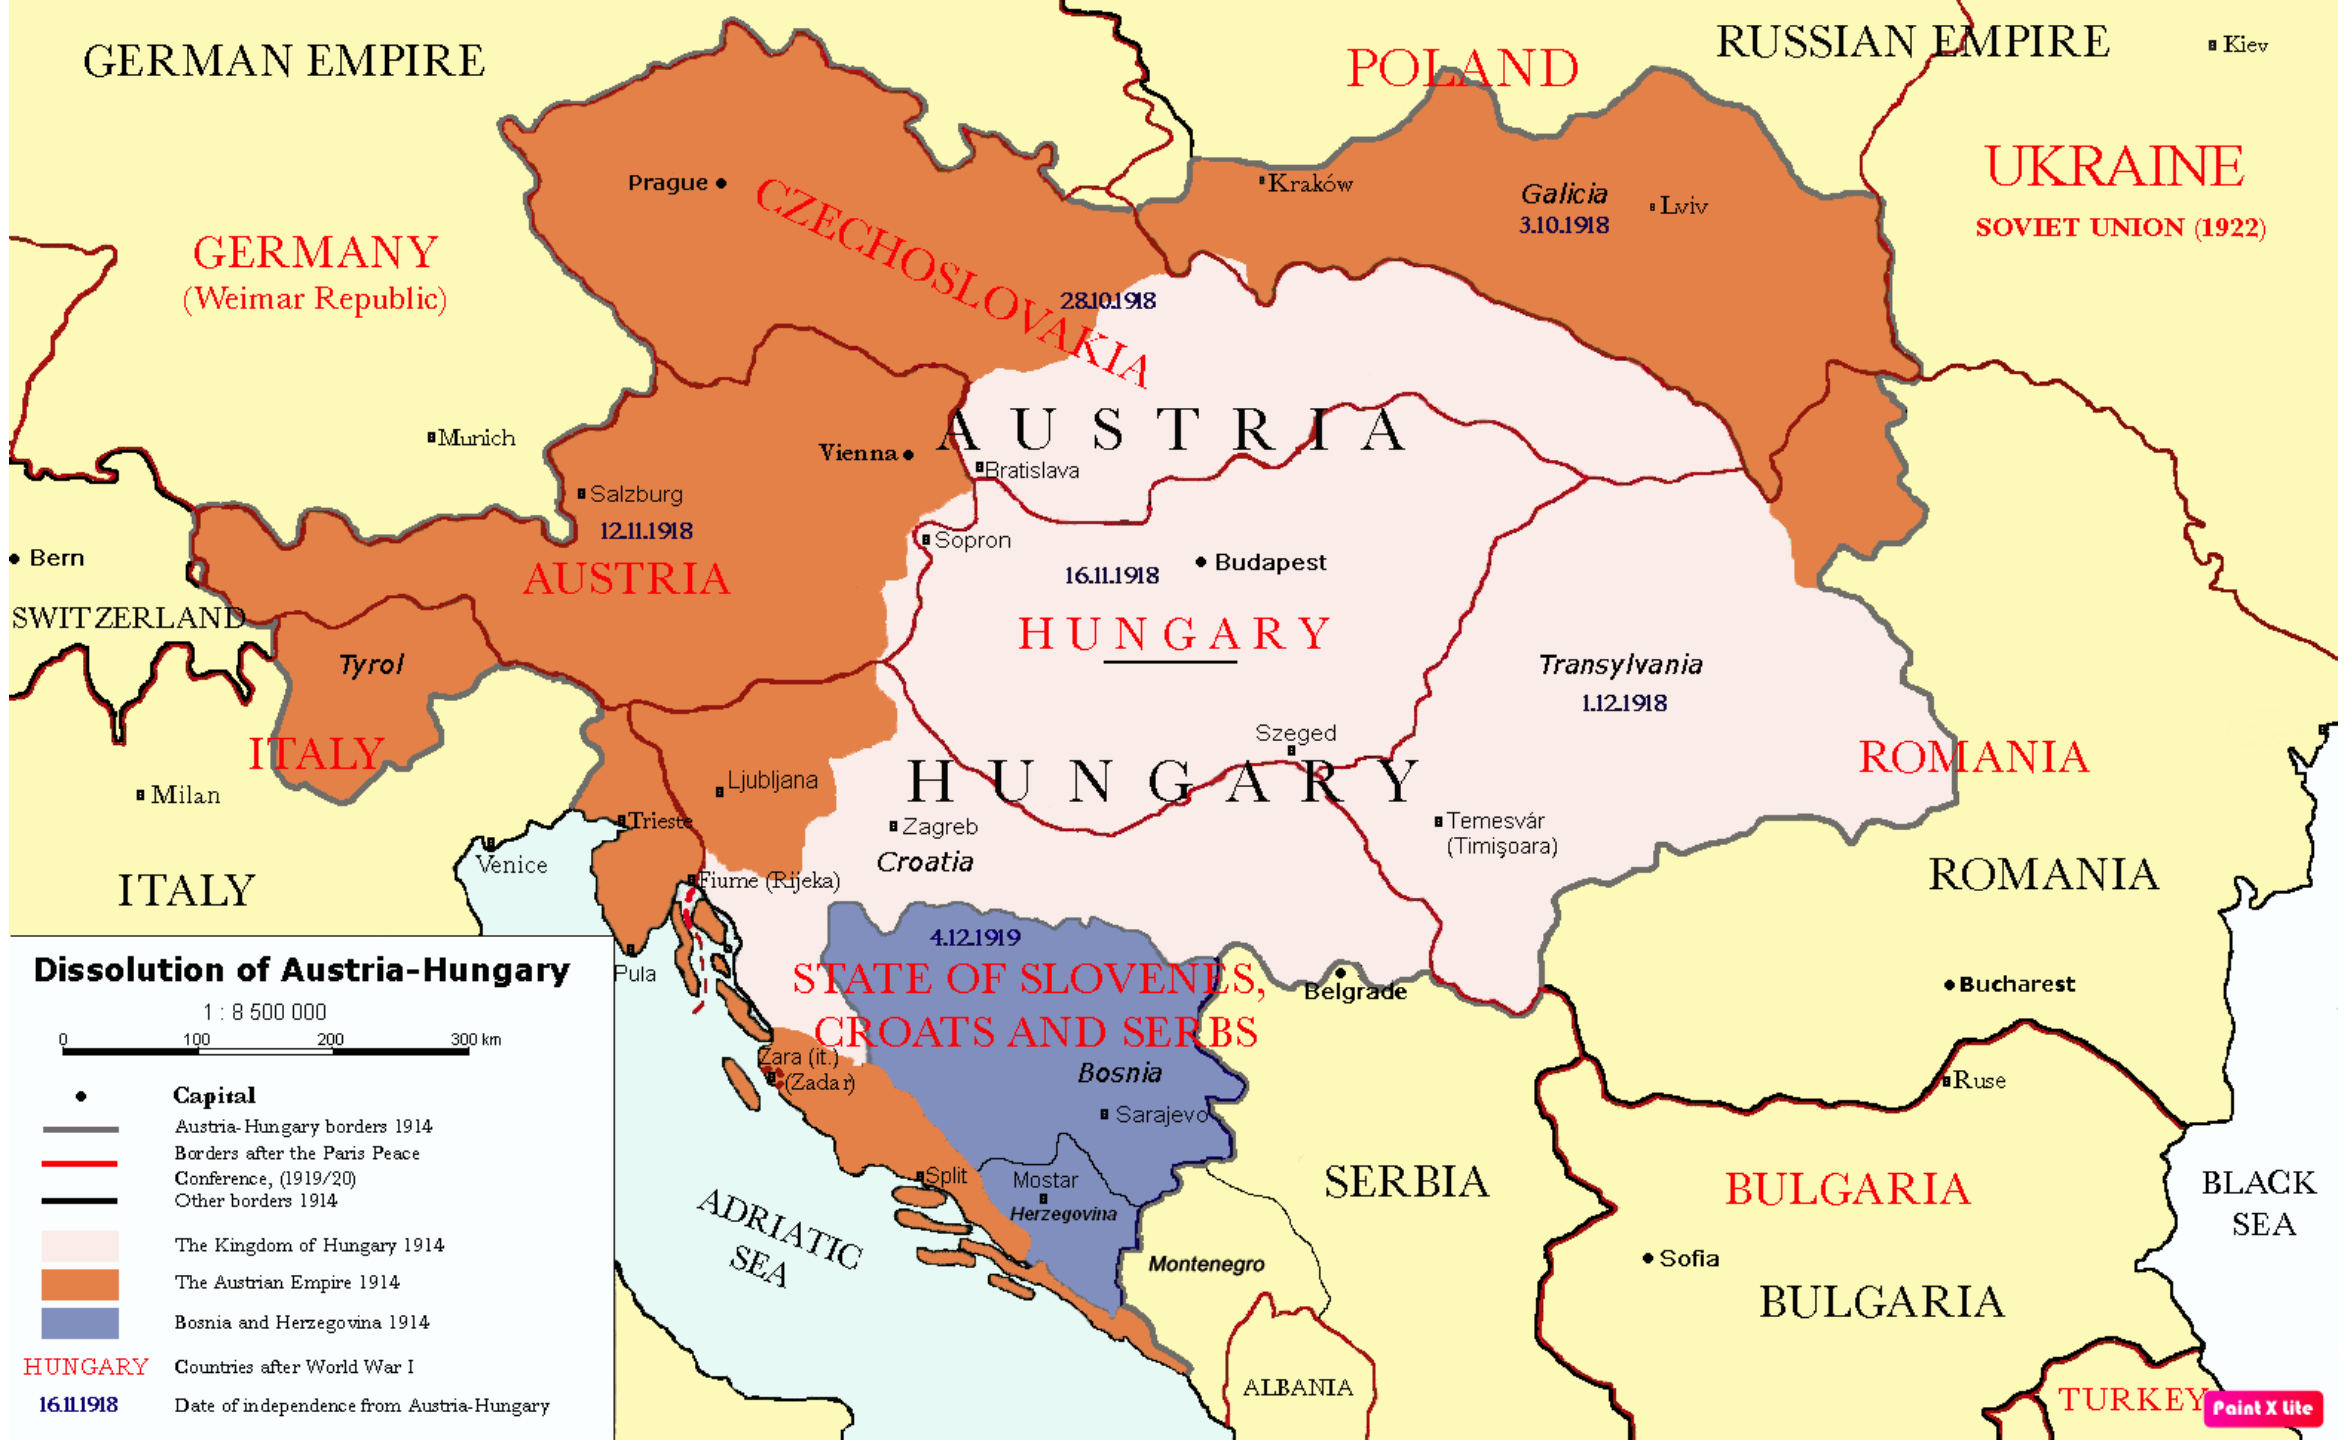 GERMAN EMPIRE
POLAND
RUSSIAN EMPIRE
Kiev
UKRAINE
SOVIET UNION (1922)
Prague
CZECHOSLOVAKIA
28.10.1918
Kraków
Galicia
3.10.1918
Lviv
GERMANY
(Weimar Republic)
Munich
Vienna
AUSTRIA
Bratislava
Salzburg
12.11.1918
AUSTRIA
Sopron
16.11.1918
Budapest
HUNGARY
Bern
SWITZERLAND
Tyrol
ITALY
Milan
Transylvania
1.12.1918
ROMANIA
Szeged
HUNGARY
Ljubljana
Trieste
Zagreb
Croatia
Temesvár
(Timişoara)
Venice
Fiume (Rijeka)
ITALY
ROMANIA
Pula
4.12.1919
STATE OF SLOVENES,
CROATS AND SERBS
Belgrade
Bucharest
Zara (it.)
(Zadar)
Bosnia
Sarajevo
Ruse
Split
Mostar
Herzegovina
SERBIA
BULGARIA
BLACK
SEA
ADRIATIC
SEA
Montenegro
Sofia
BULGARIA
ALBANIA
TURKEY
Paint X Lite
Dissolution of Austria-Hungary
1 : 8 500 000
0 100 200 300 km
Capital
Austria-Hungary borders 1914
Borders after the Paris Peace
Conference, (1919/20)
Other borders 1914
The Kingdom of Hungary 1914
The Austrian Empire 1914
Bosnia and Herzegovina 1914
HUNGARY Countries after World War I
16.11.1918 Date of independence from Austria-Hungary